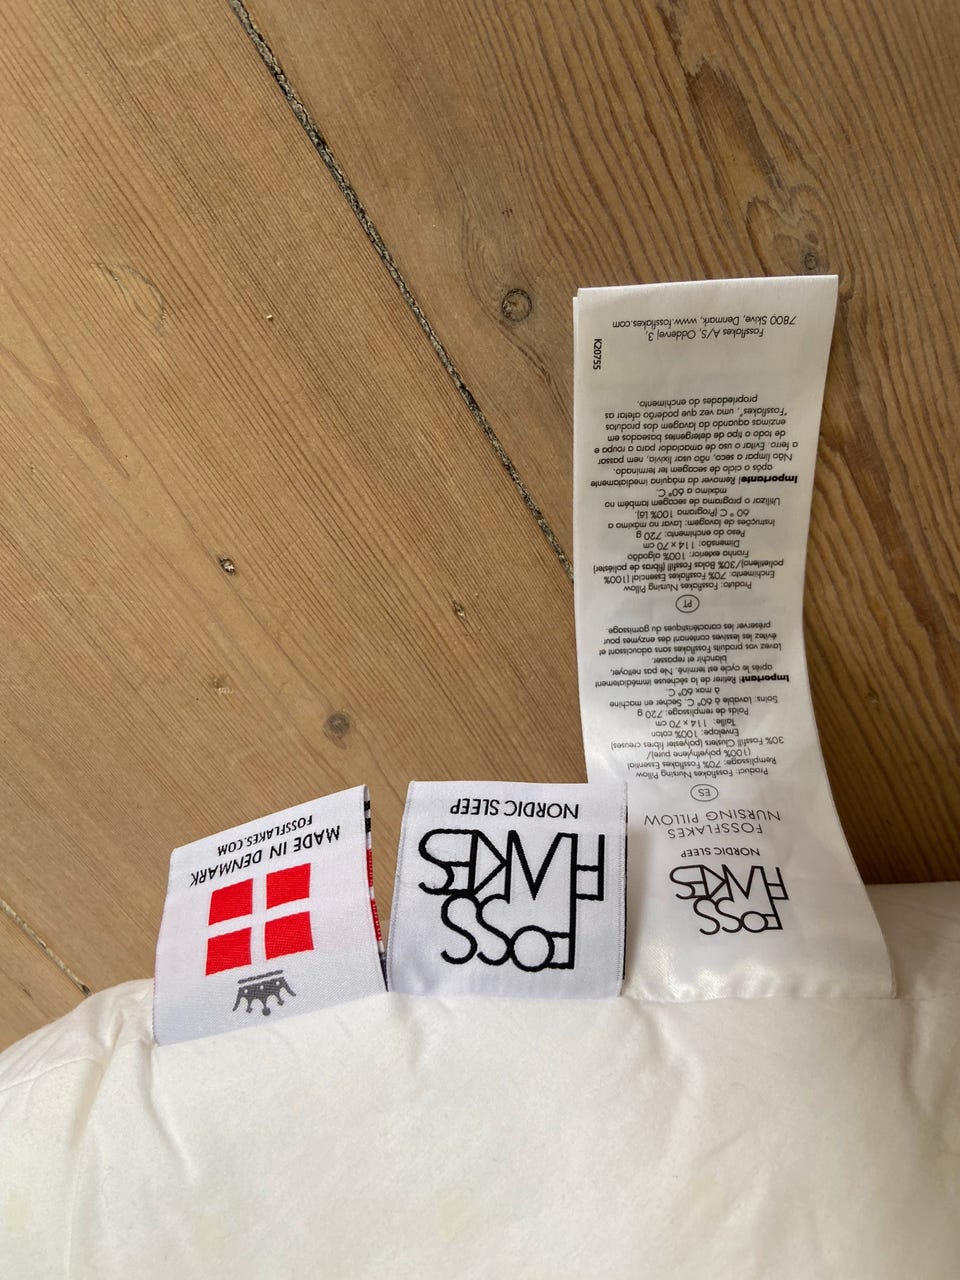 FOSS
FLAKES
NORDIC SLEEP
FOSSFLAKES
NURSING PILLOW
ES
Product: Fossflakes Nursing Pillow
Remplissage: 70% Fossflakes Essential
(100% polyethylene pure)/
30% Fossfill Clusters (polyester fibres creuses)
Envelope: 100% coton
Taille: 114 x 70 cm
Poids de remplissage: 720 g
Soins: Lavable à 60° C. Secher en machine
à max 60° C.
Important! Retirer de la sécheuse immédiatement
après le cycle est terminé. Ne pas nettoyer,
blanchir et repasser.
Lavez vos produits Fossflakes sans adoucissant et
évitez les lessives contenant des enzymes pour
préserver les caractéristiques du garnissage.
PT
Produto: Fossflakes Nursing Pillow
Enchimento: 70% Fossflakes Essencial (100%
polietileno)/30% Bolas Fossfill (fibras de poliéster)
Fronha exterior: 100% algodão
Dimensão: 114 x 70 cm
Peso do enchimento: 720 g
Instruções de lavagem: Lavar no máximo a
60° C (Programa 100% lã).
Utilizar o programa de secagem também no
máximo a 60° C.
Importante! Remover da máquina imediatamente
após o ciclo de secagem ter terminado.
Não limpar a seco, não usar lixívia, nem passar
a ferro. Evitar o uso de amaciador para a roupa e
de todo o tipo de detergentes baseados em
enzimas aquando da lavagem dos produtos
"Fossflakes", uma vez que poderão afetar as
propriedades do enchimento.
K20755
Fossflakes A/S, Oddervej 3,
7800 Skive, Denmark, www.fossflakes.com
FOSS
FLAKES
NORDIC SLEEP
MADE IN DENMARK
FOSSFLAKES.COM